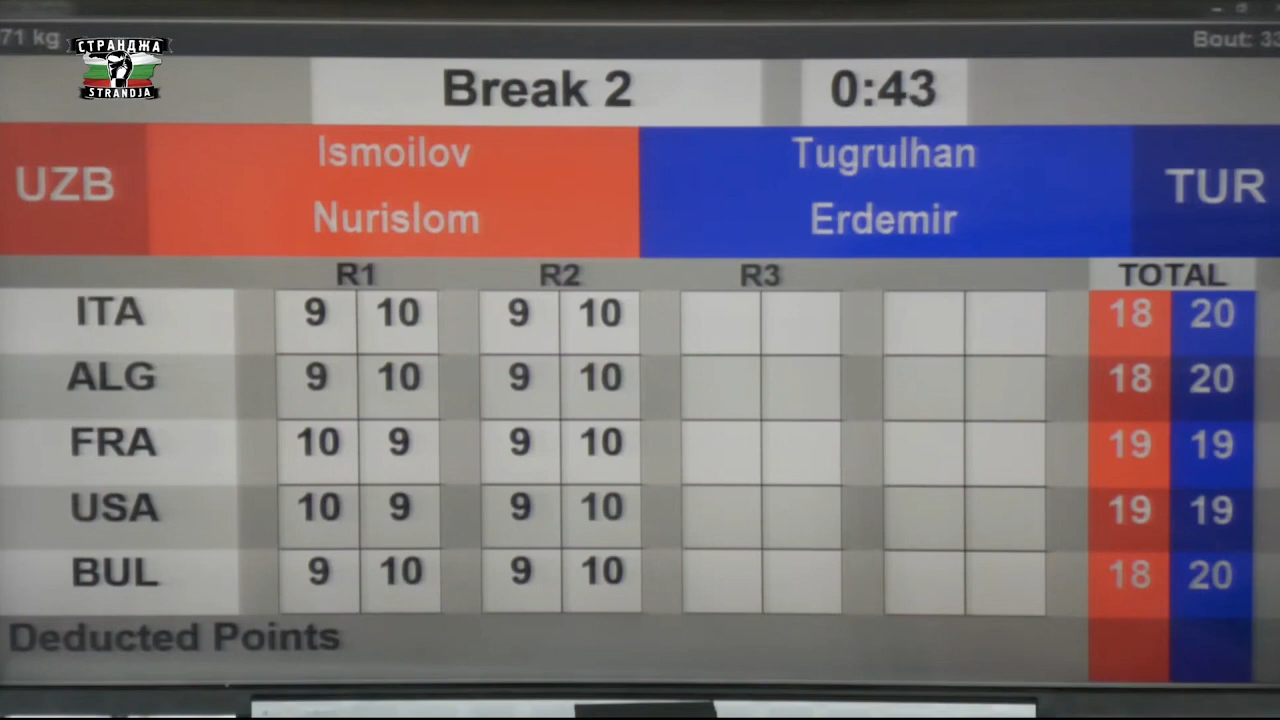 71 kg
Bout: 33
СТРАНДЖА
STRANDJA
Break 2 0:43
UZB Ismoilov Tugrulhan TUR
Nurislom Erdemir
R1 R2 R3 TOTAL
ITA 9 10 9 10 18 20
ALG 9 10 9 10 18 20
FRA 10 9 9 10 19 19
USA 10 9 9 10 19 19
BUL 9 10 9 10 18 20
Deducted Points